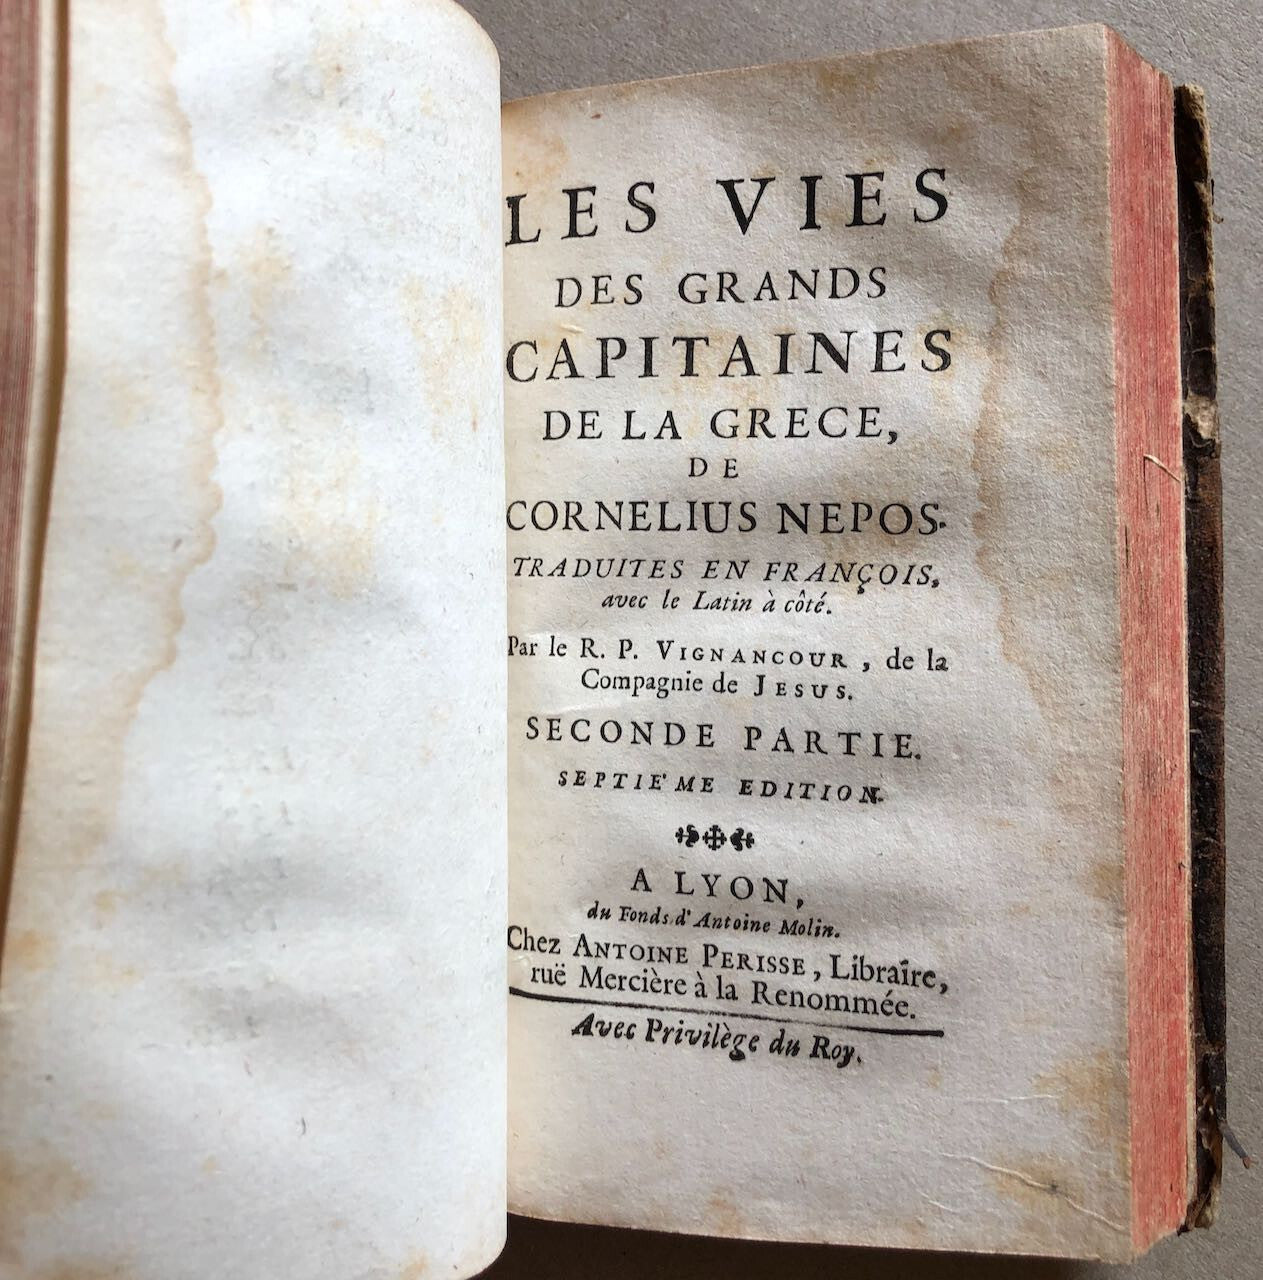 LES VIES
DES GRANDS
CAPITAINES
DE LA GRECE,
DE
CORNELIUS NEPOS.
TRADUITES EN FRANÇOIS,
avec le Latin à côté.
Par le R. P. VIGNANCOUR, de la
Compagnie de JESUS.
SECONDE PARTIE.
SEPTIE'ME EDITION.
A LYON,
du Fonds d'Antoine Molin.
Chez ANTOINE PERISSE, Libraire,
ruë Mercière à la Renommée.
Avec Privilège du Roy.